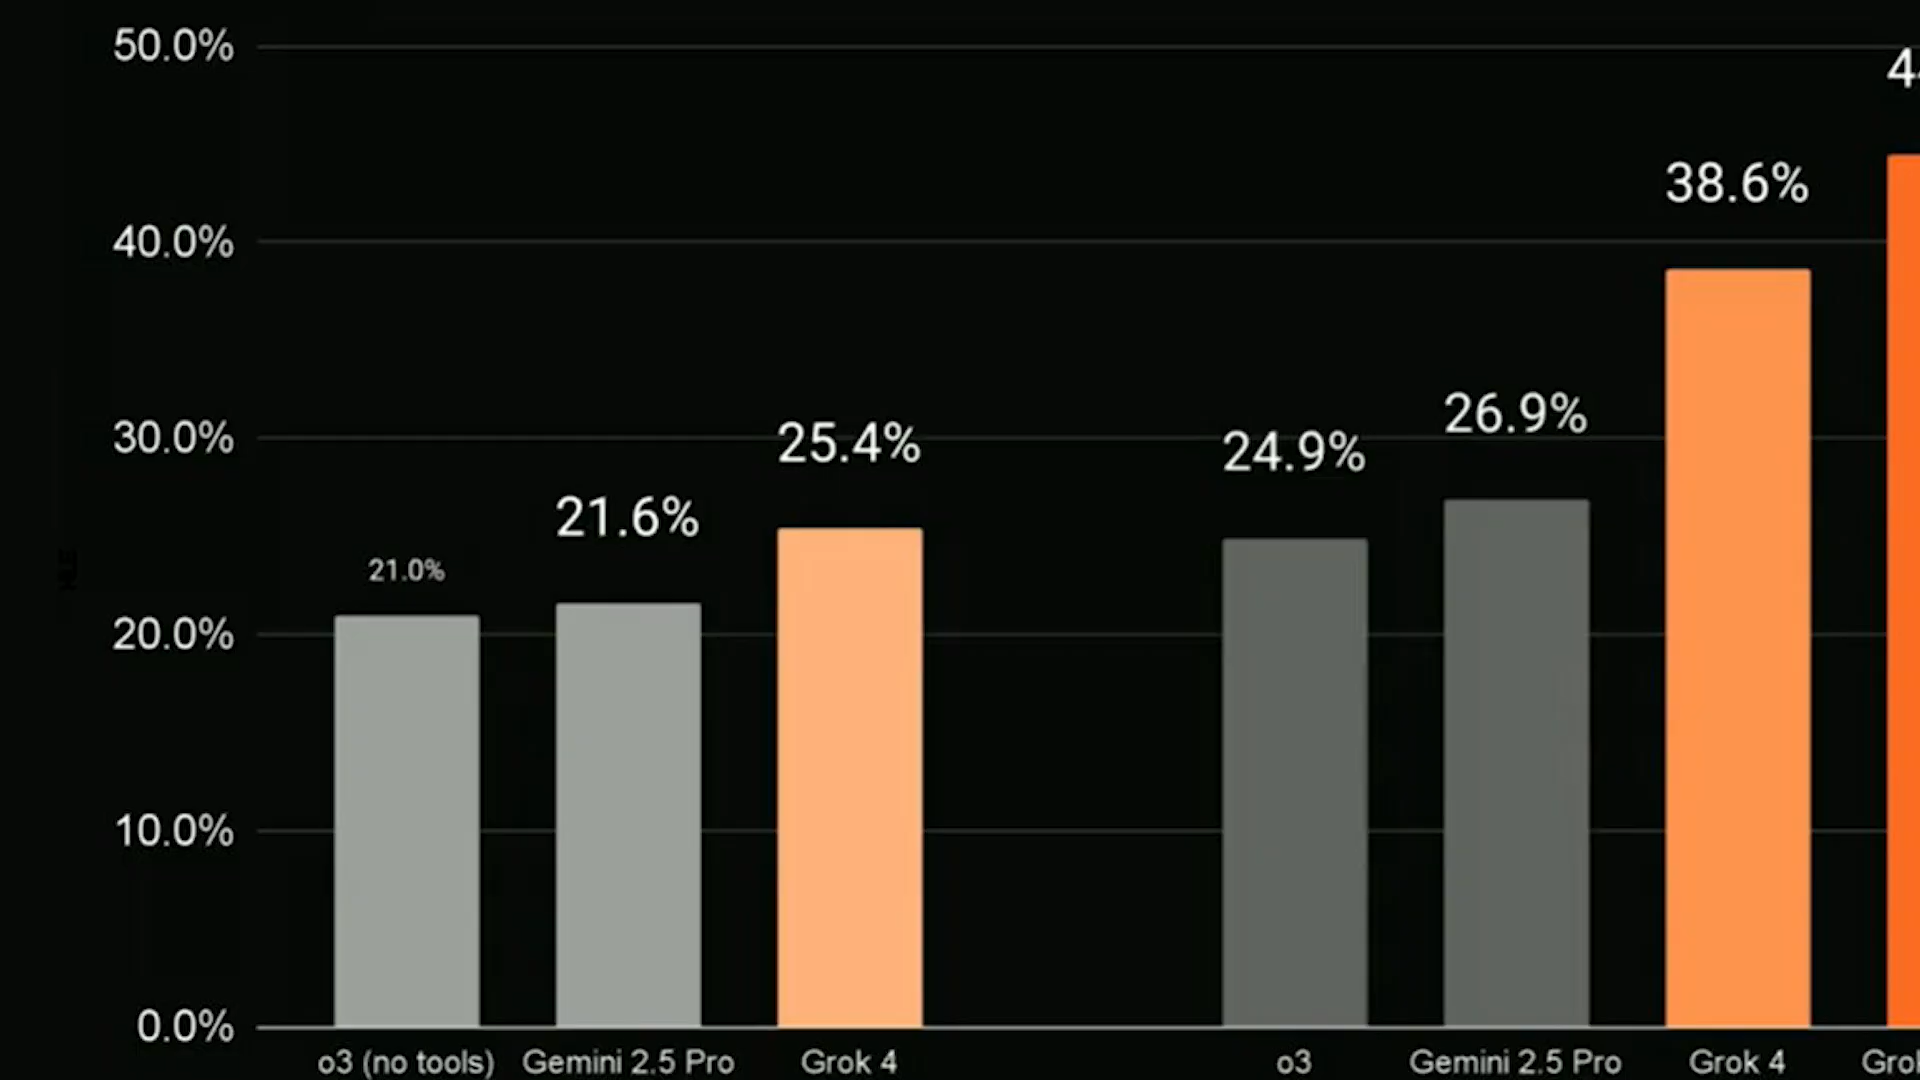 50.0%
40.0%
30.0%
20.0%
10.0%
0.0%
HLE
21.0%
21.6%
25.4%
24.9%
26.9%
38.6%
o3 (no tools)
Gemini 2.5 Pro
Grok 4
o3
Gemini 2.5 Pro
Grok 4